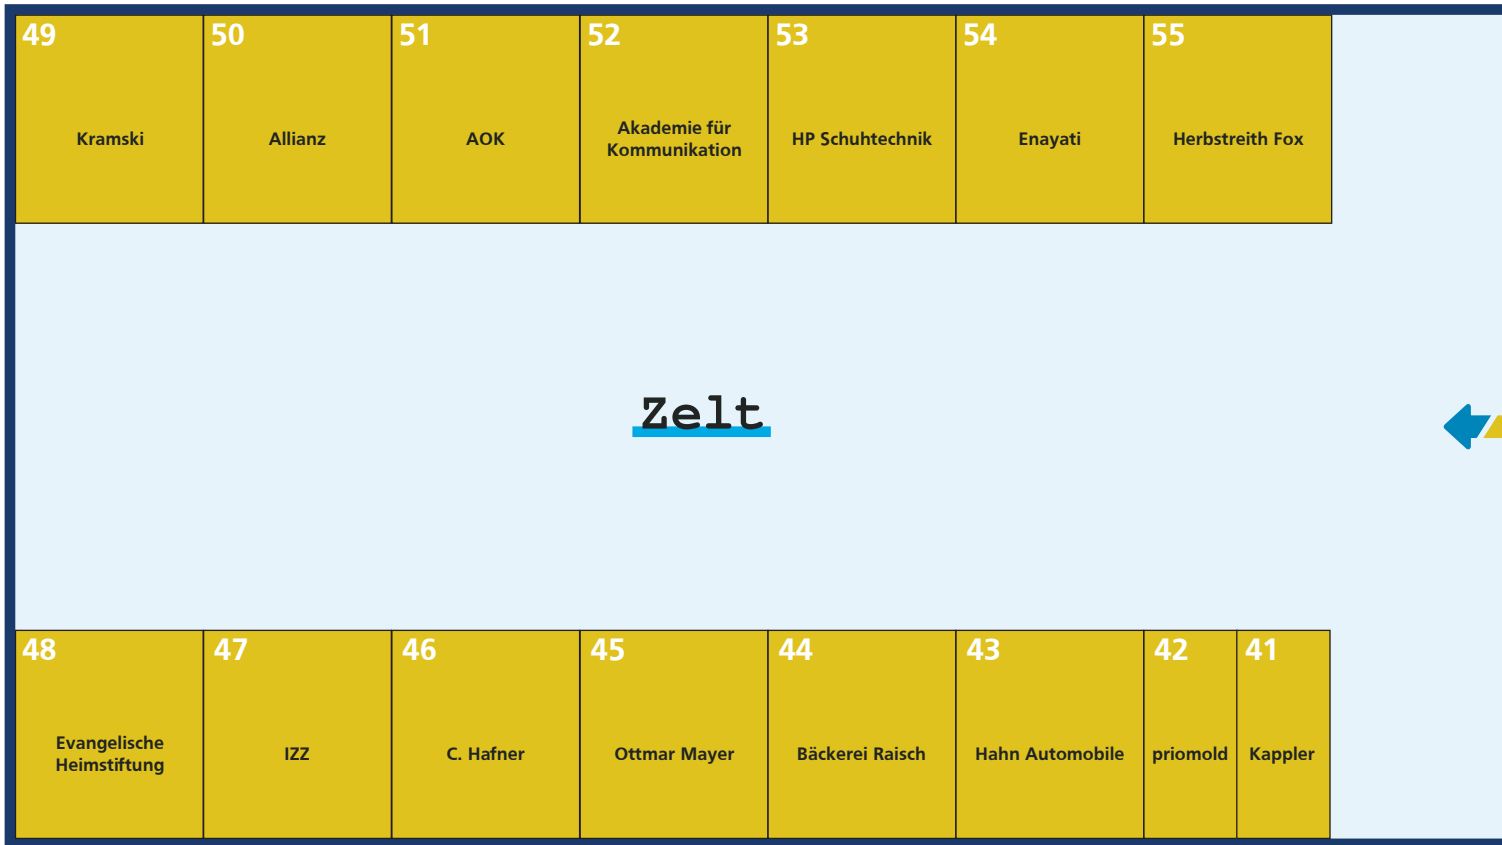 49
Kramski
50
Allianz
51
AOK
52
Akademie für
Kommunikation
53
HP Schuhtechnik
54
Enayati
55
Herbstreith Fox
Zelt
48
Evangelische
Heimstiftung
47
IZZ
46
C. Hafner
45
Ottmar Mayer
44
Bäckerei Raisch
43
Hahn Automobile
42
priomold
41
Kappler